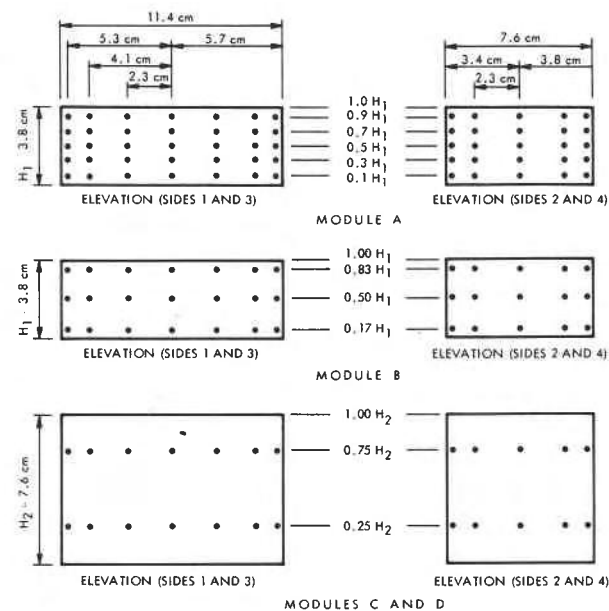 11.4 cm
5.3 cm
5.7 cm
4.1 cm
2.3 cm
7.6 cm
3.4 cm
3.8 cm
2.3 cm
H₁ - 3.8 cm
1.0 H₁
0.9 H₁
0.7 H₁
0.5 H₁
0.3 H₁
0.1 H₁
ELEVATION (SIDES 1 AND 3)
ELEVATION (SIDES 2 AND 4)
MODULE A
H₁ - 3.8 cm
1.00 H₁
0.83 H₁
0.50 H₁
0.17 H₁
ELEVATION (SIDES 1 AND 3)
ELEVATION (SIDES 2 AND 4)
MODULE B
H₂ - 7.6 cm
1.00 H₂
0.75 H₂
0.25 H₂
ELEVATION (SIDES 1 AND 3)
ELEVATION (SIDES 2 AND 4)
MODULES C AND D